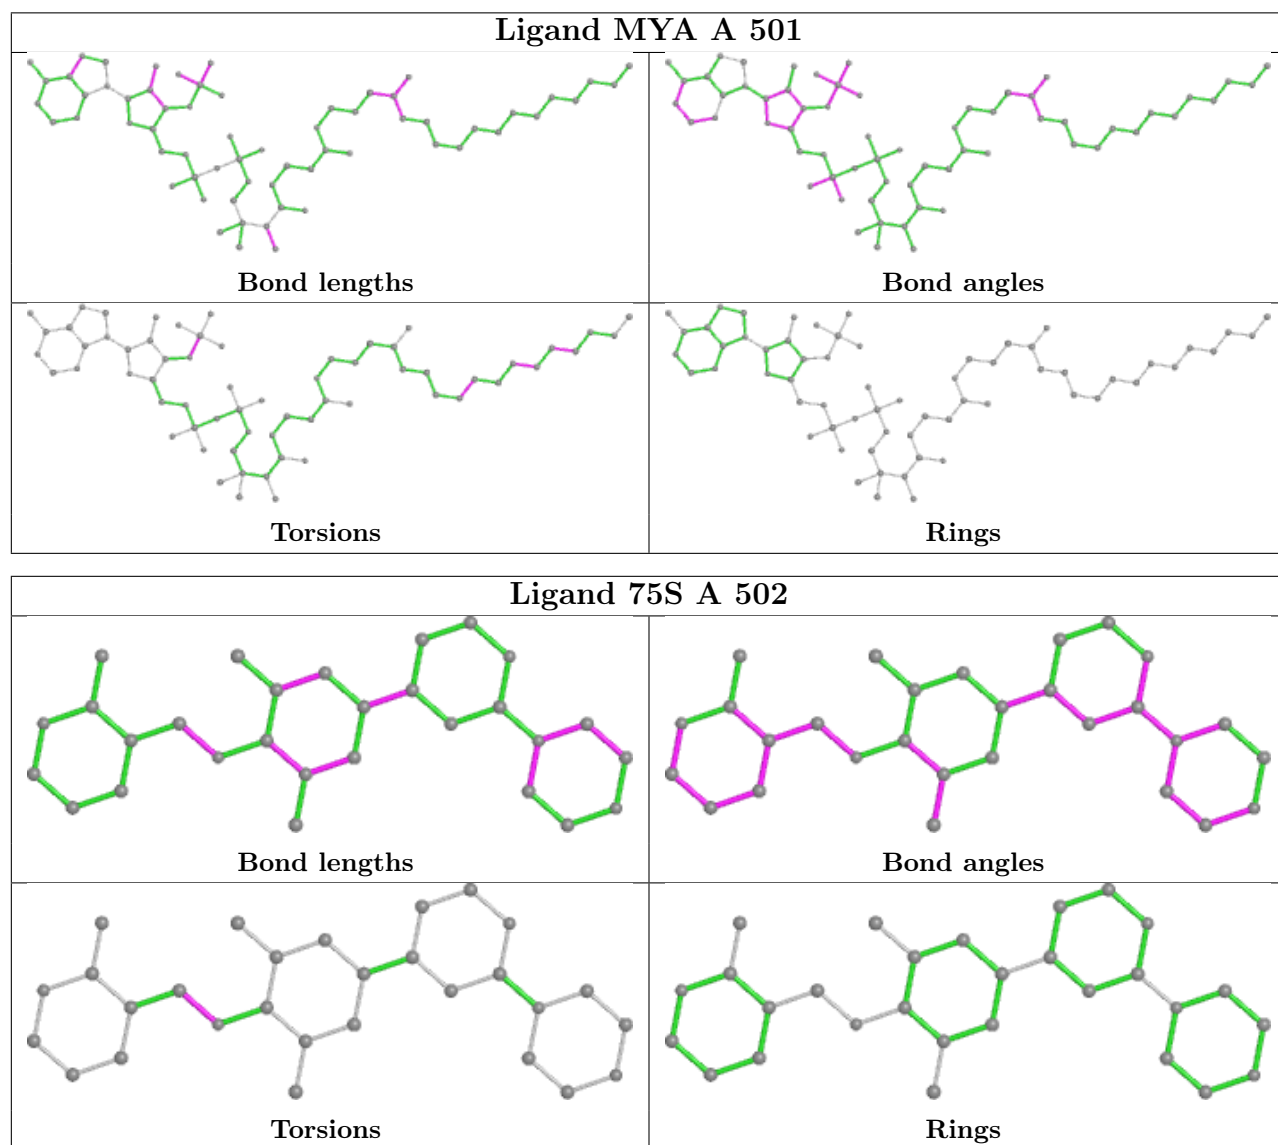 Ligand MYA A 501
Bond lengths
Bond angles
Torsions
Rings
Ligand 75S A 502
Bond lengths
Bond angles
Torsions
Rings